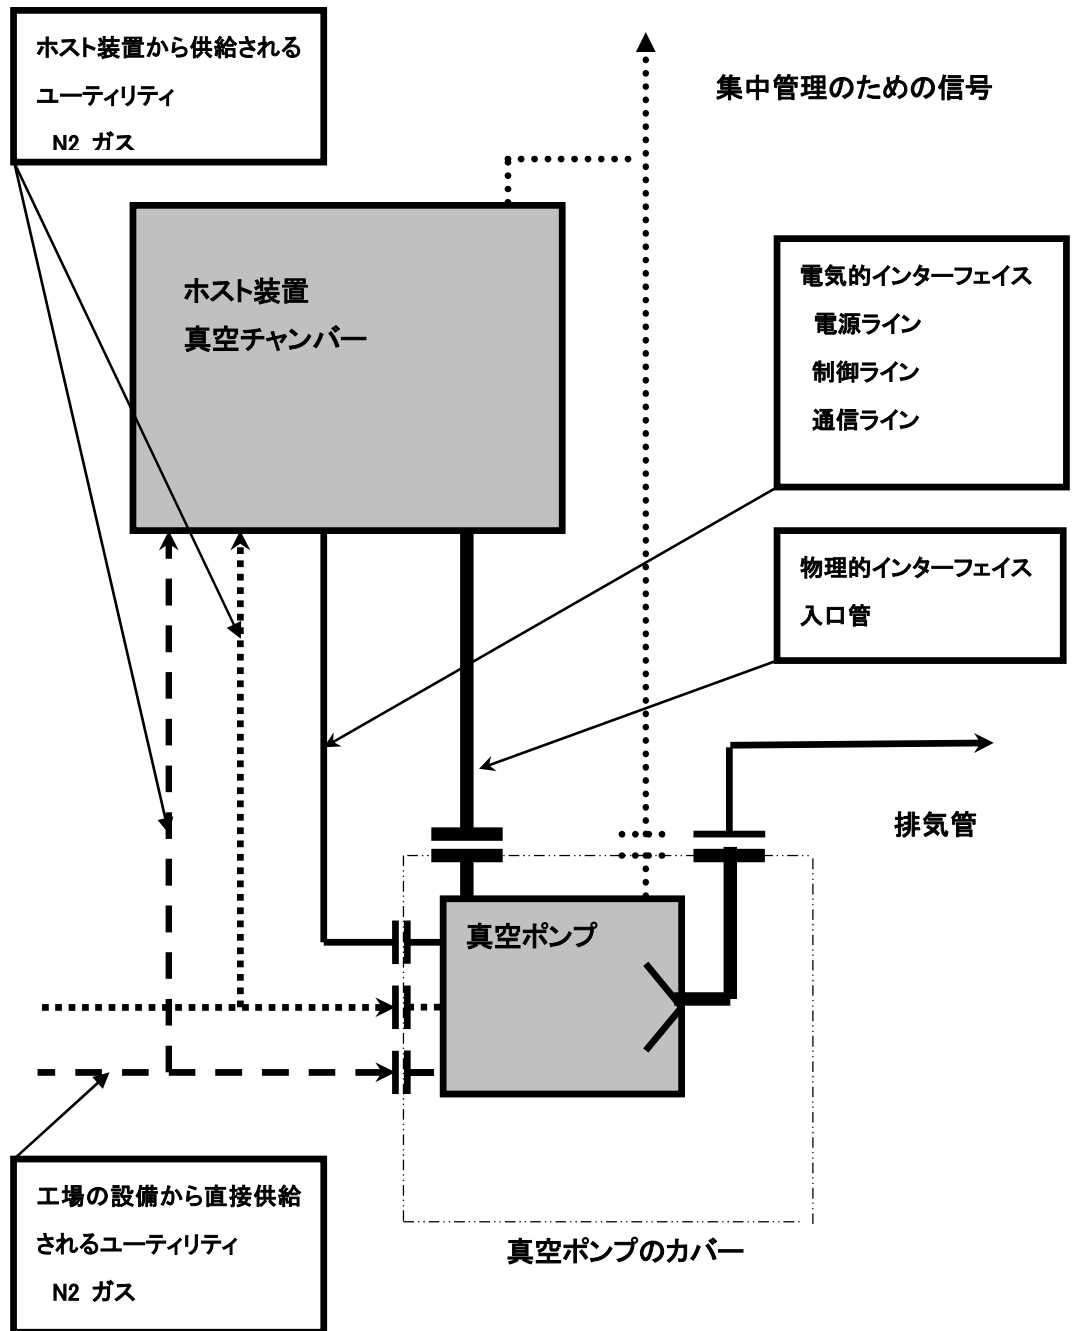 ホスト装置から供給される
ユーティリティ
N2 ガス
集中管理のための信号
ホスト装置
真空チャンバー
電気的インターフェイス
電源ライン
制御ライン
通信ライン
物理的インターフェイス
入口管
排気管
真空ポンプ
工場の設備から直接供給
されるユーティリティ
N2 ガス
真空ポンプのカバー